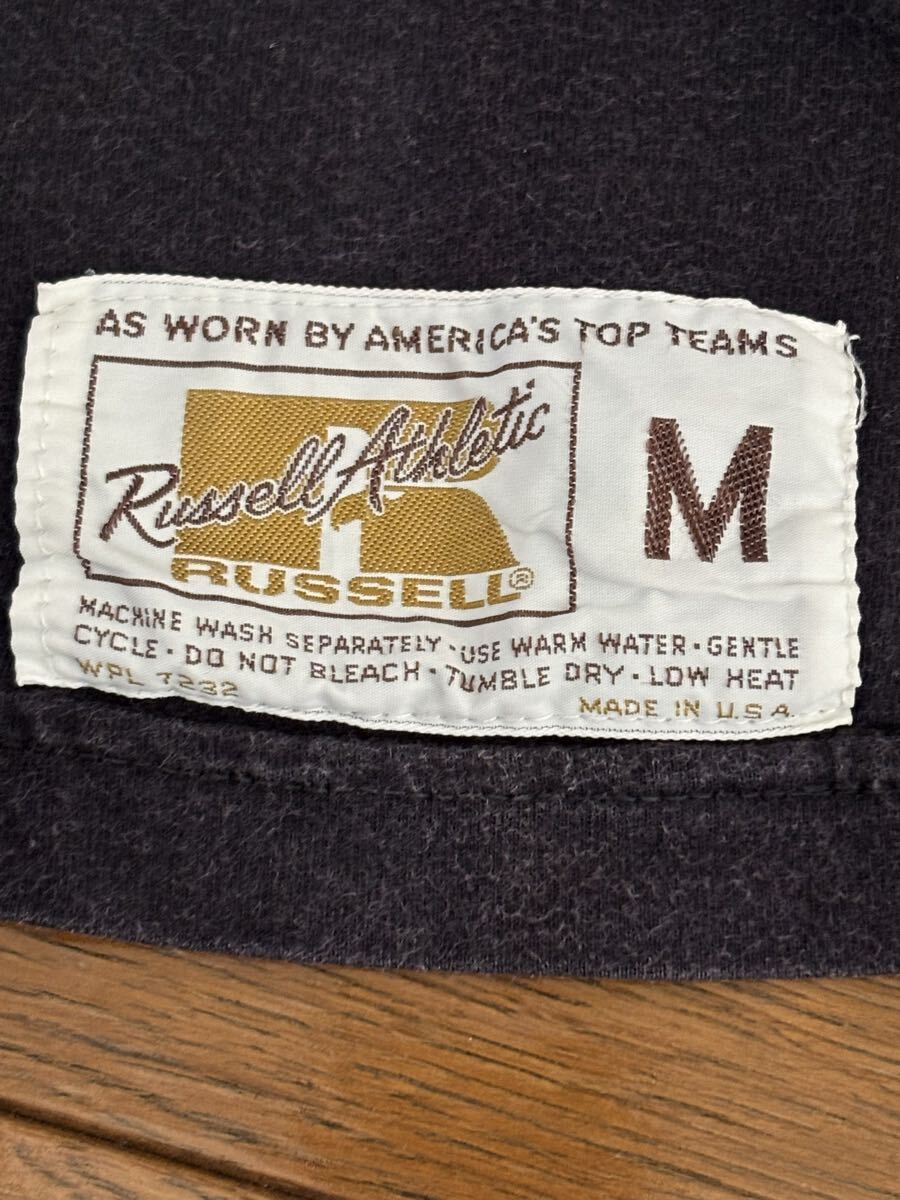 AS WORN BY AMERICA'S TOP TEAMS
Russell Athletic
M
RUSSELL®
MACHINE WASH SEPARATELY · USE WARM WATER · GENTLE
CYCLE · DO NOT BLEACH · TUMBLE DRY · LOW HEAT
WPL 7232
MADE IN U.S.A.